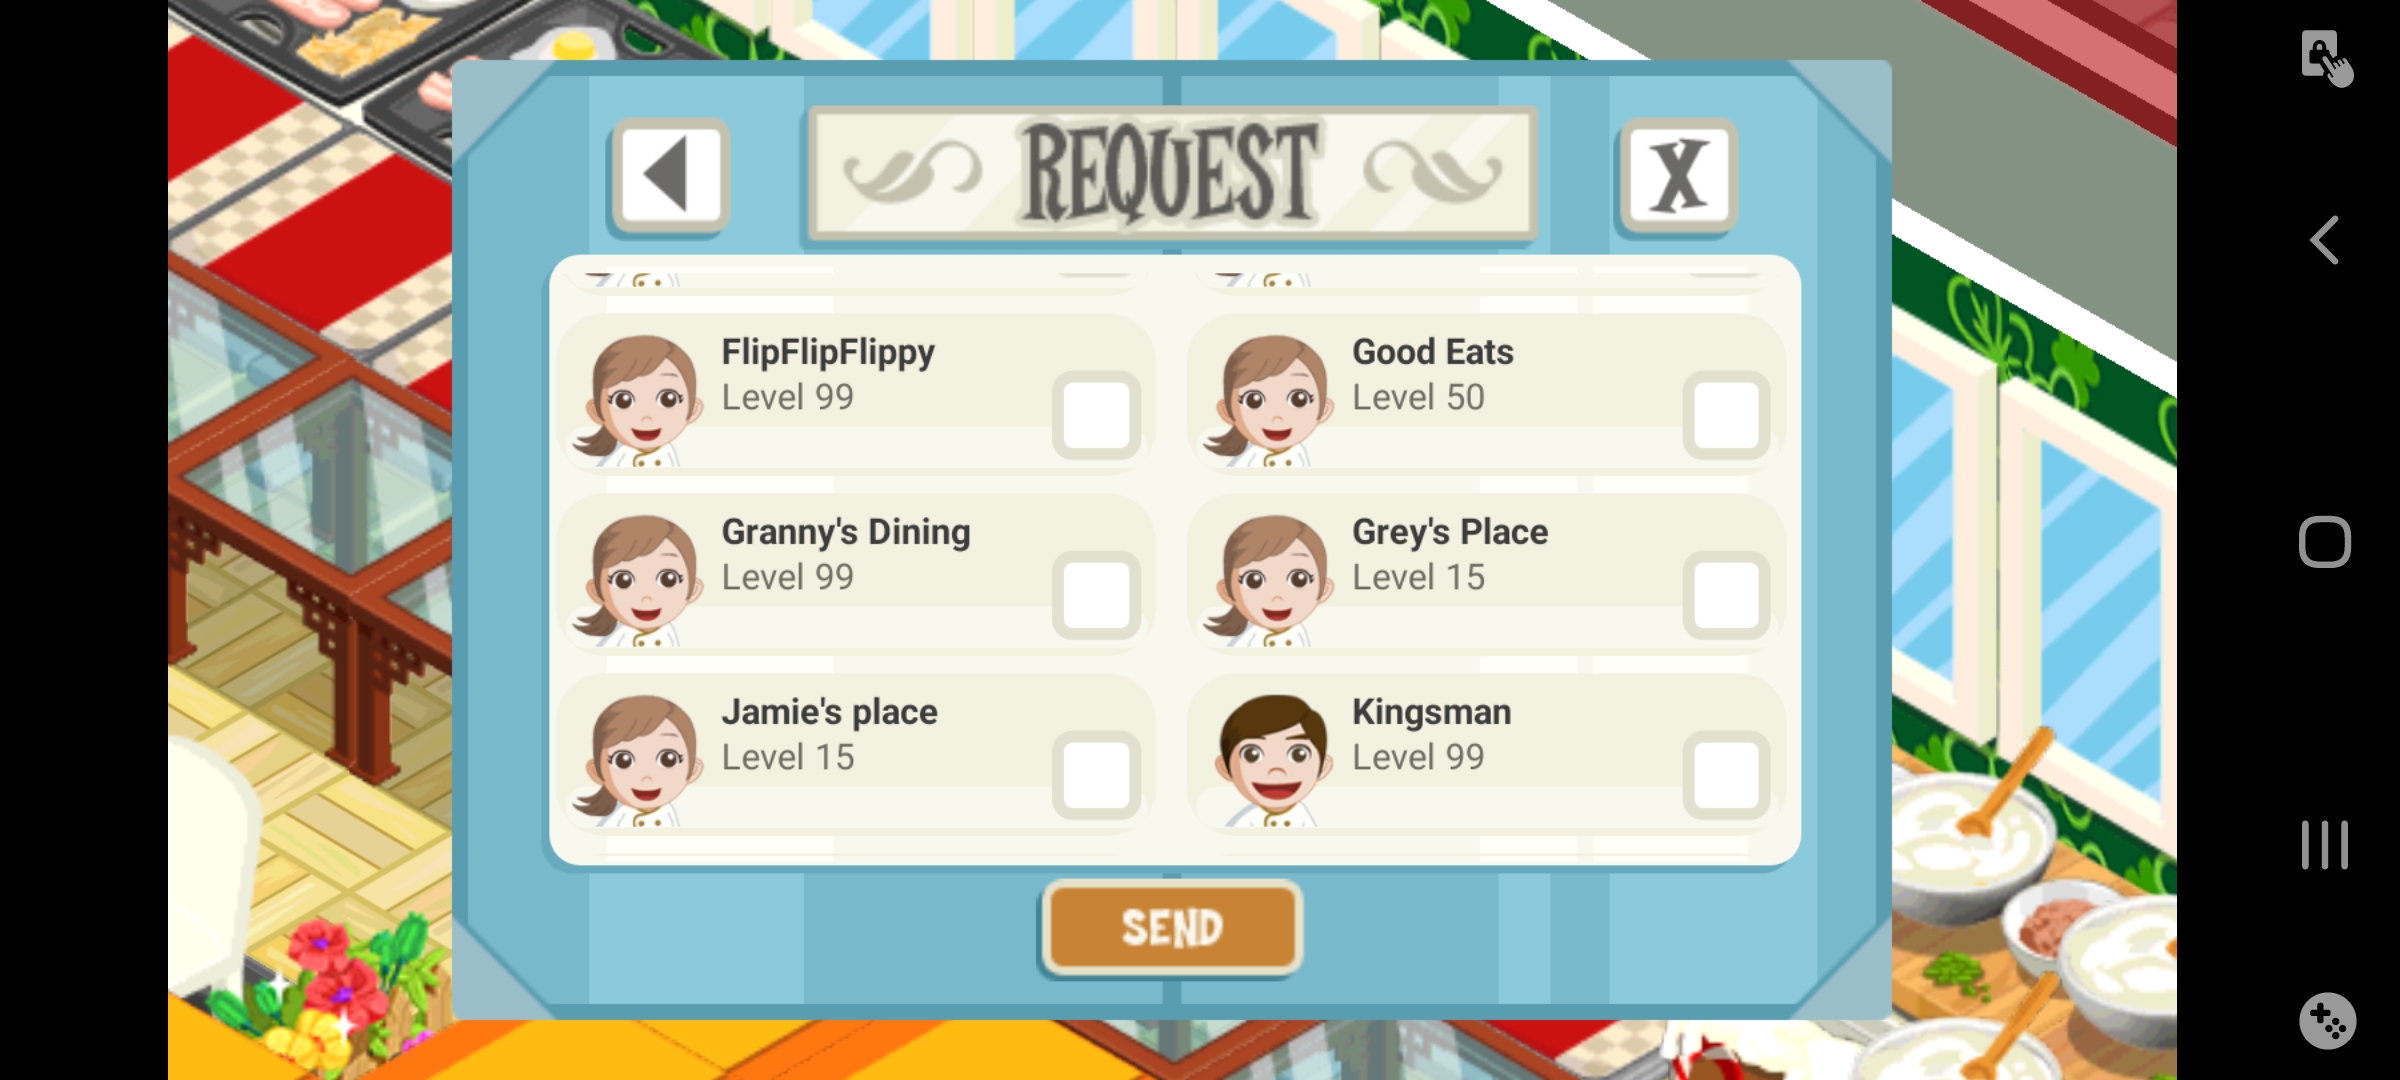 REQUEST
X
FlipFlipFlippy
Level 99
Good Eats
Level 50
Granny's Dining
Level 99
Grey's Place
Level 15
Jamie's place
Level 15
Kingsman
Level 99
SEND